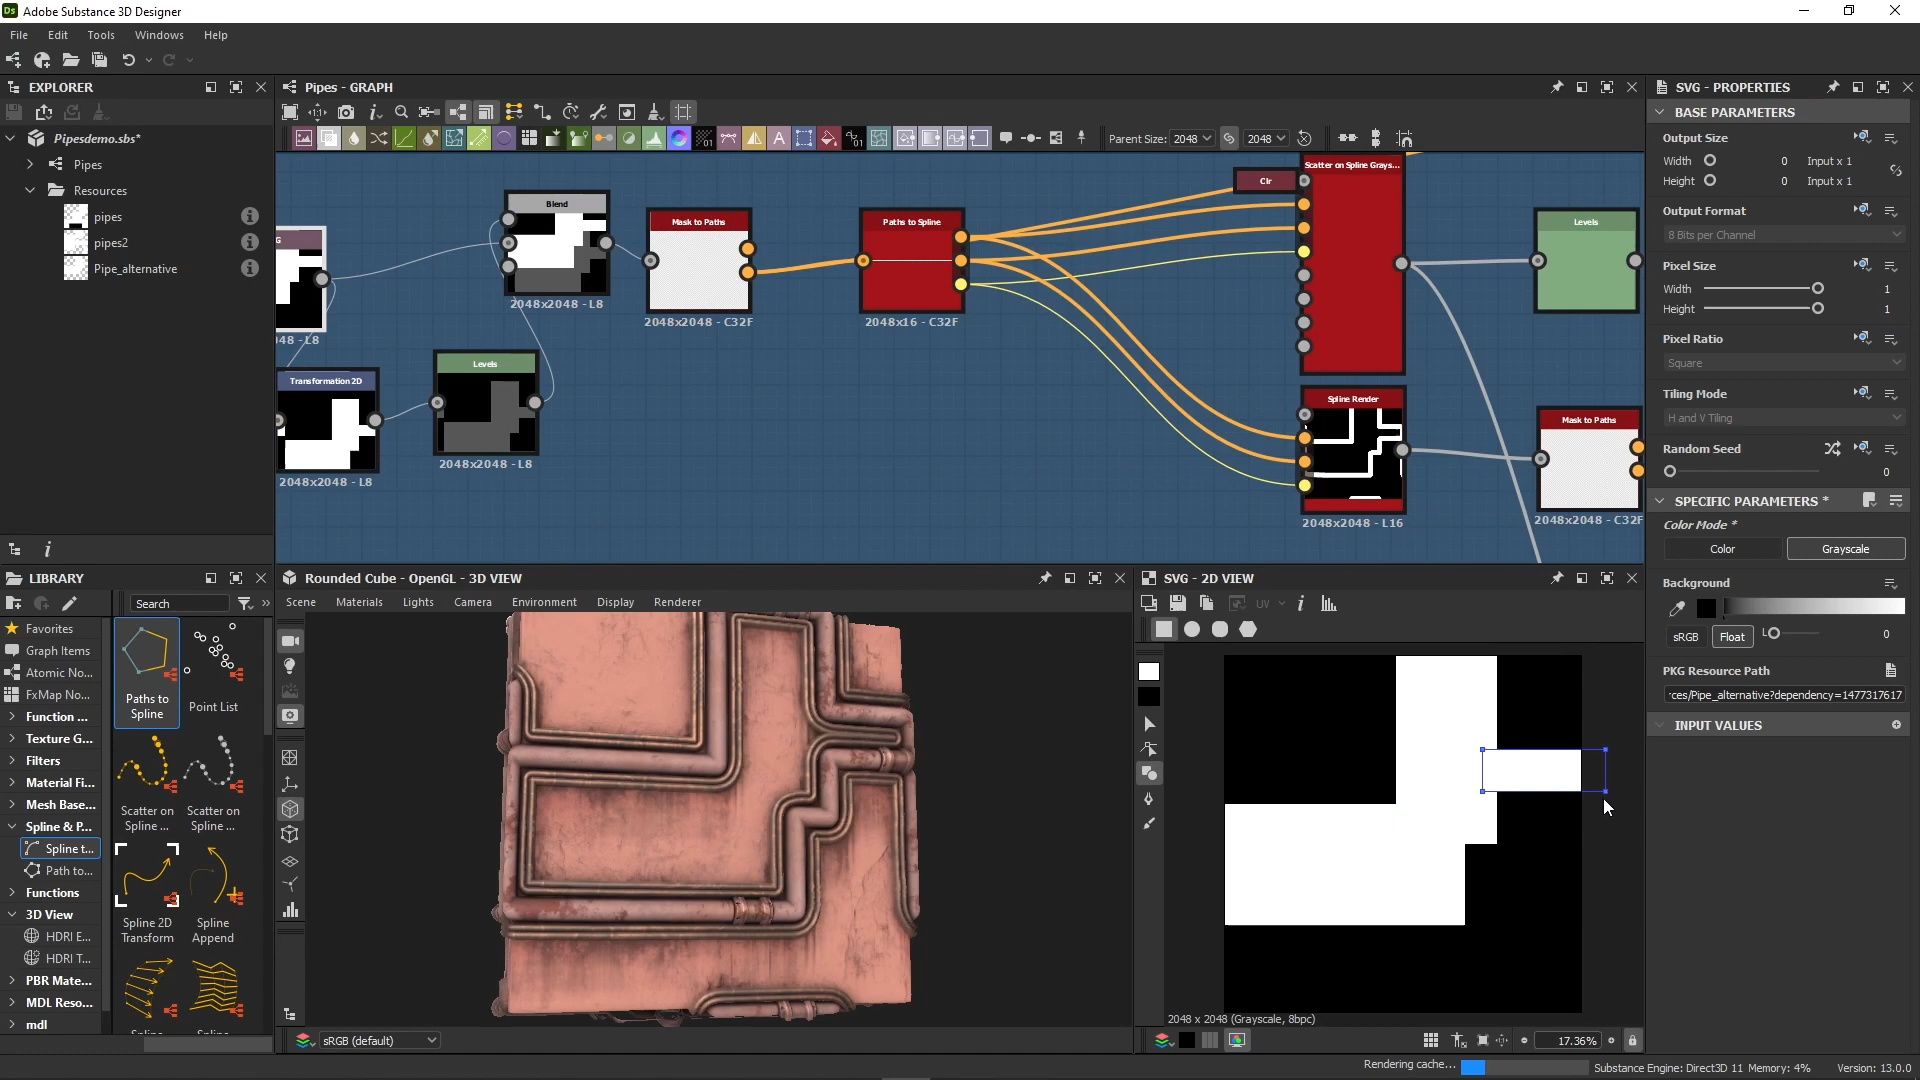 Ds Adobe Substance 3D Designer
File Edit Tools Windows Help
EXPLORER
Pipesdemo.sbs*
Pipes
Resources
pipes
pipes2
Pipe_alternative
Pipes - GRAPH
Parent Size: 2048 2048
G
48 - L8
Transformation 2D
2048x2048 - L8
Blend
2048x2048 - L8
Levels
2048x2048 - L8
Mask to Paths
2048x2048 - C32F
Paths to Spline
2048x16 - C32F
Clr
Scatter on Spline Grays...
Spline Render
2048x2048 - L16
Levels
Mask to Paths
2048x2048 - C32F
SVG - PROPERTIES
BASE PARAMETERS
Output Size
Width 0 Input x 1
Height 0 Input x 1
Output Format
8 Bits per Channel
Pixel Size
Width 1
Height 1
Pixel Ratio
Square
Tiling Mode
H and V Tiling
Random Seed
0
SPECIFIC PARAMETERS *
Color Mode *
Color Grayscale
Background
sRGB Float L 0
PKG Resource Path
rces/Pipe_alternative?dependency=1477317617
INPUT VALUES
LIBRARY
Search
Favorites
Graph Items
Atomic No...
FxMap No...
Function ...
Texture G...
Filters
Material Fi...
Mesh Base...
Spline & P...
Spline t...
Path to...
Functions
3D View
HDRI E...
HDRI T...
PBR Mate...
MDL Reso...
mdl
Paths to Spline
Point List
Scatter on Spline ...
Scatter on Spline ...
Spline 2D Transform
Spline Append
Spline
Spline
Rounded Cube - OpenGL - 3D VIEW
Scene Materials Lights Camera Environment Display Renderer
sRGB (default)
SVG - 2D VIEW
UV
2048 x 2048 (Grayscale, 8bpc)
17.36%
Rendering cache... Substance Engine: Direct3D 11 Memory: 4% Version: 13.0.0